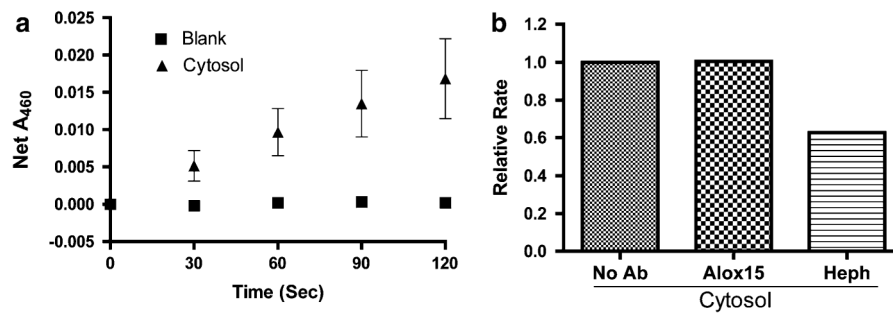 a
Net A460
0.025
0.020
0.015
0.010
0.005
0.000
-0.005
Blank
Cytosol
0
30
60
90
120
Time (Sec)
b
Relative Rate
1.2
1.0
0.8
0.6
0.4
0.2
0.0
No Ab Alox15 Heph
Cytosol